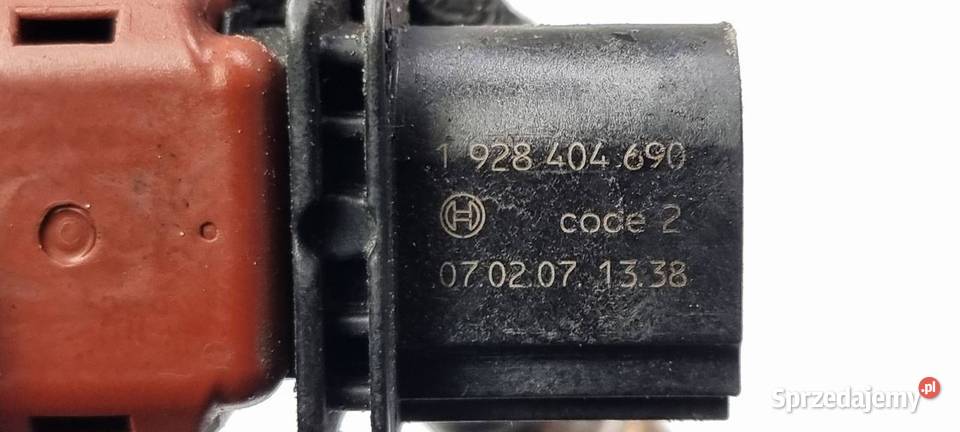 1 928 404 690
code 2
07.02.07. 13.38
Sprzedajemy .pl